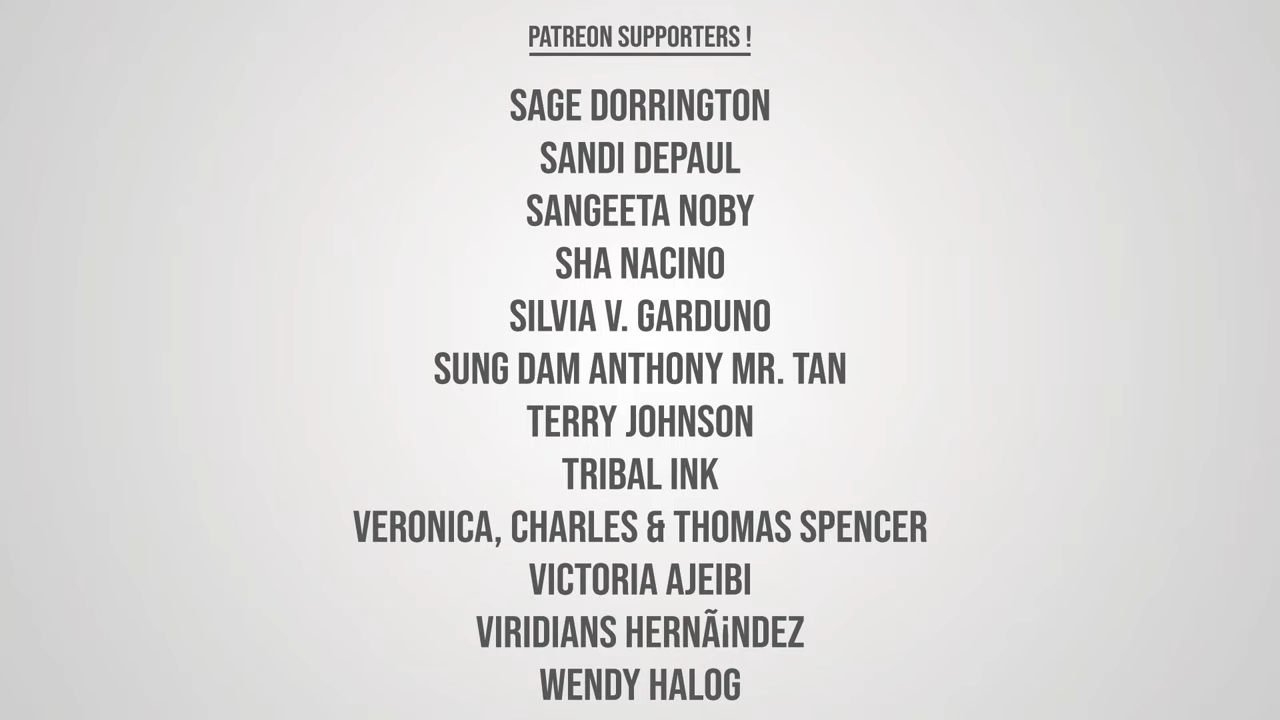 PATREON SUPPORTERS !
SAGE DORRINGTON
SANDI DEPAUL
SANGEETA NOBY
SHA NACINO
SILVIA V. GARDUNO
SUNG DAM ANTHONY MR. TAN
TERRY JOHNSON
TRIBAL INK
VERONICA, CHARLES & THOMAS SPENCER
VICTORIA AJEIBI
VIRIDIANS HERNÃ¡NDEZ
WENDY HALOG